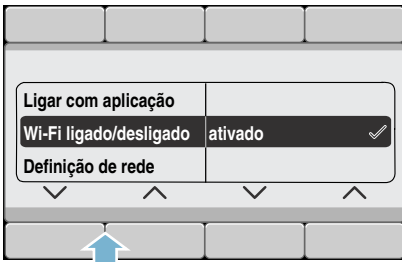 Ligar com aplicação
Wi-Fi ligado/desligado ativado
Definição de rede